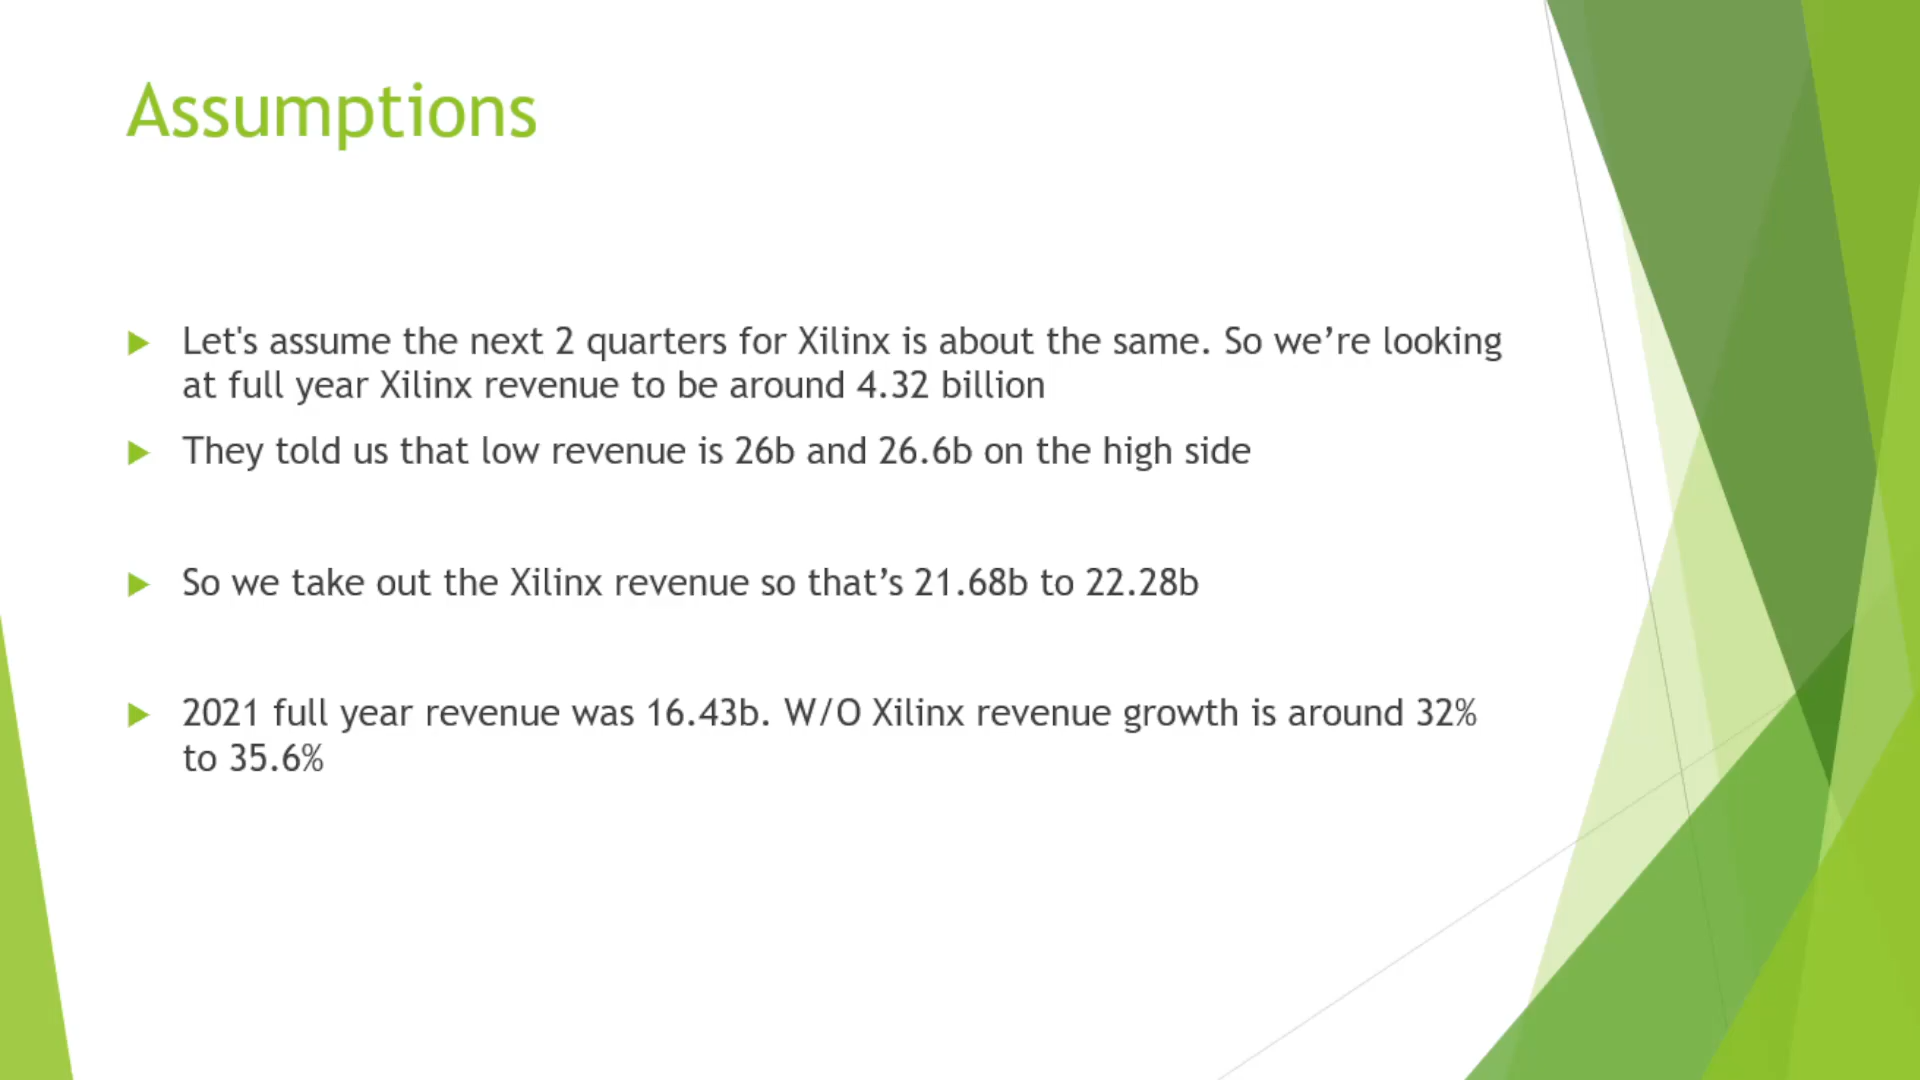 Assumptions
Let's assume the next 2 quarters for Xilinx is about the same. So we’re looking
at full year Xilinx revenue to be around 4.32 billion
They told us that low revenue is 26b and 26.6b on the high side
So we take out the Xilinx revenue so that’s 21.68b to 22.28b
2021 full year revenue was 16.43b. W/O Xilinx revenue growth is around 32%
to 35.6%